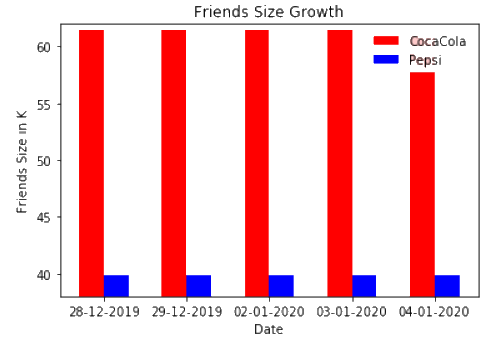 Friends Size Growth
CocaCola
Pepsi
60
55
50
45
40
Friends Size in K
28-12-2019 29-12-2019 02-01-2020 03-01-2020 04-01-2020
Date